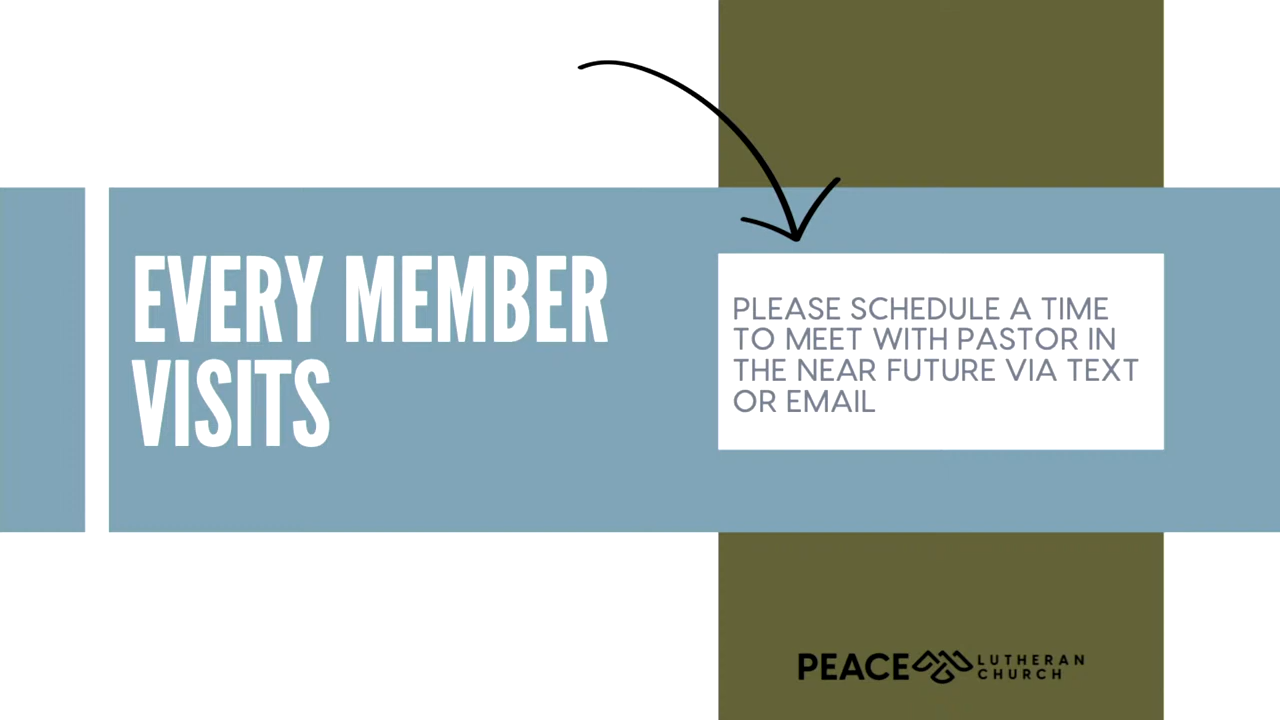 EVERY MEMBER
VISITS
PLEASE SCHEDULE A TIME
TO MEET WITH PASTOR IN
THE NEAR FUTURE VIA TEXT
OR EMAIL
PEACE LUTHERAN
CHURCH